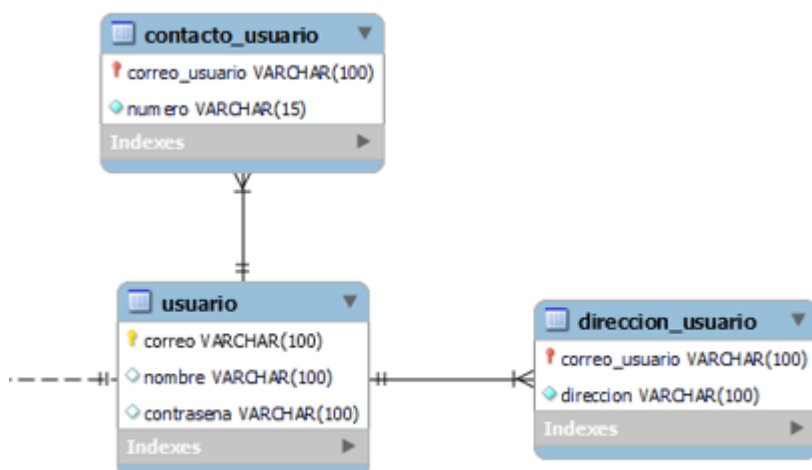 contacto_usuario
correo_usuario VARCHAR(100)
numero VARCHAR(15)
Indexes
usuario
correo VARCHAR(100)
nombre VARCHAR(100)
contrasena VARCHAR(100)
Indexes
direccion_usuario
correo_usuario VARCHAR(100)
direccion VARCHAR(100)
Indexes